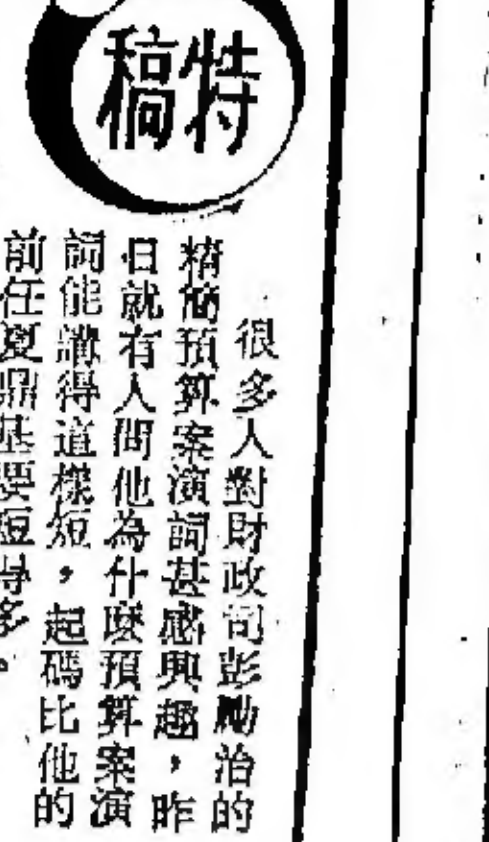 特稿
很多人對財政司彭勵治的
精簡預算案演詞甚感興趣，昨
日就有人問他為什麼預算案演
詞能講得這樣短，起碼比他的
前任夏鼎基要短得多。